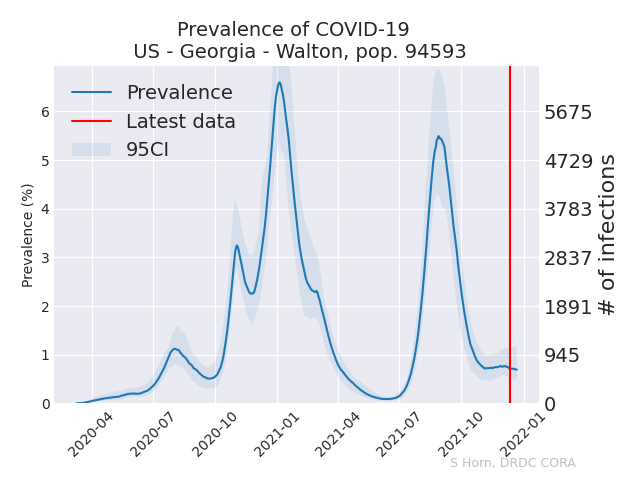 Prevalence of COVID-19
US - Georgia - Walton, pop. 94593
Prevalence
Latest data
95CI
Prevalence (%)
6
5
4
3
2
1
0
5675
4729
3783
2837
1891
945
0
# of infections
2020-04
2020-07
2020-10
2021-01
2021-04
2021-07
2021-10
2022-01
S Horn, DRDC CORA